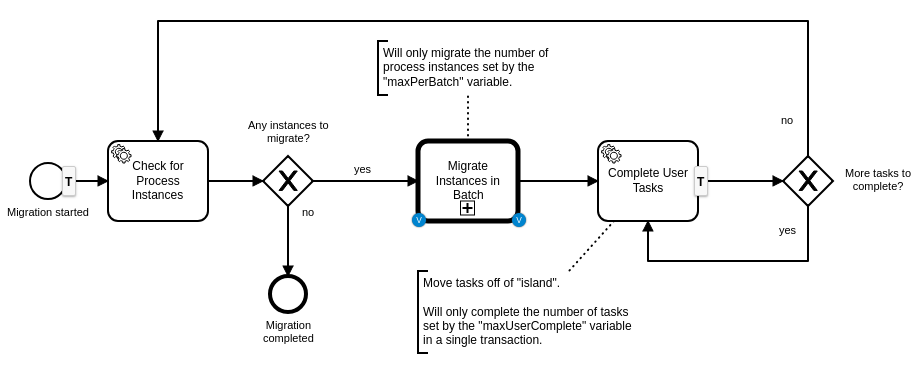 Will only migrate the number of
process instances set by the
"maxPerBatch" variable.
Any instances to
migrate?
no
Check for
Process
Instances
T
Migration started
yes
no
Migrate
Instances in
Batch
V
V
Complete User
Tasks
T
More tasks to
complete?
yes
Move tasks off of "island".
Will only complete the number of tasks
set by the "maxUserComplete" variable
in a single transaction.
Migration
completed